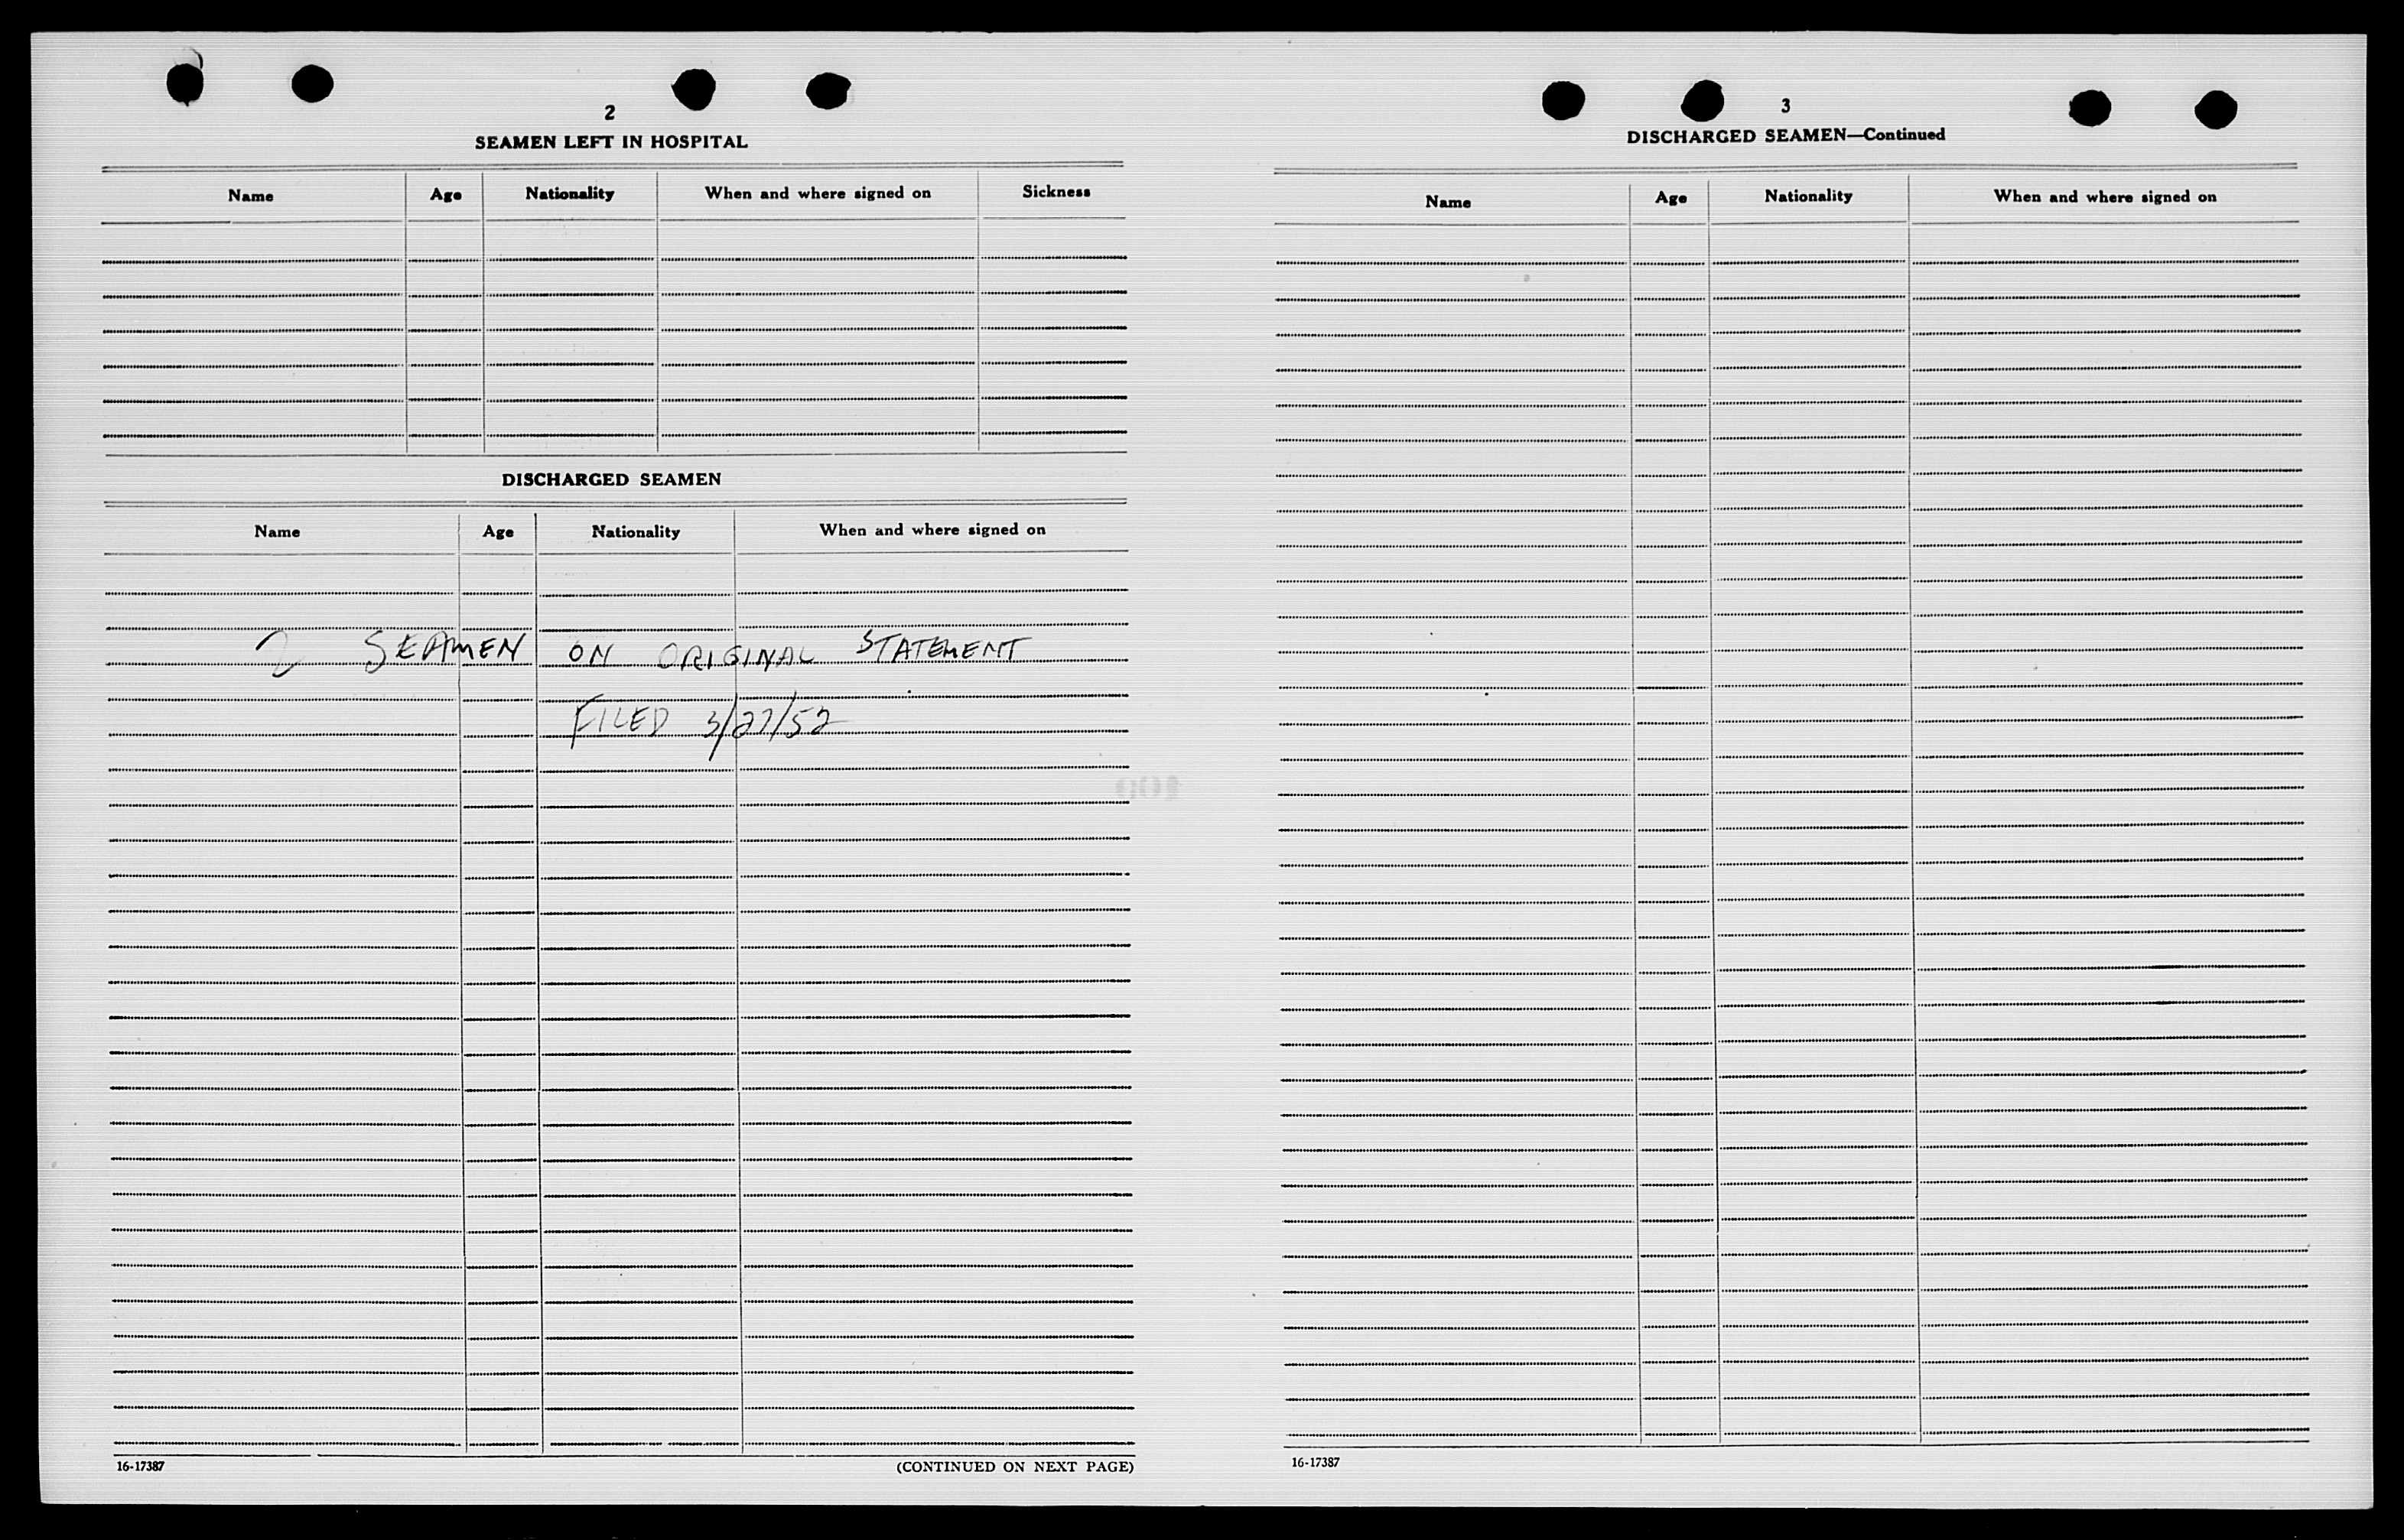 2
SEAMEN LEFT IN HOSPITAL
Name Age Nationality When and where signed on Sickness
DISCHARGED SEAMEN
Name Age Nationality When and where signed on
2 SEAMEN ON ORIGINAL STATEMENT
FILED 3/27/52
16-17387 (CONTINUED ON NEXT PAGE)
3
DISCHARGED SEAMEN—Continued
Name Age Nationality When and where signed on
16-17387